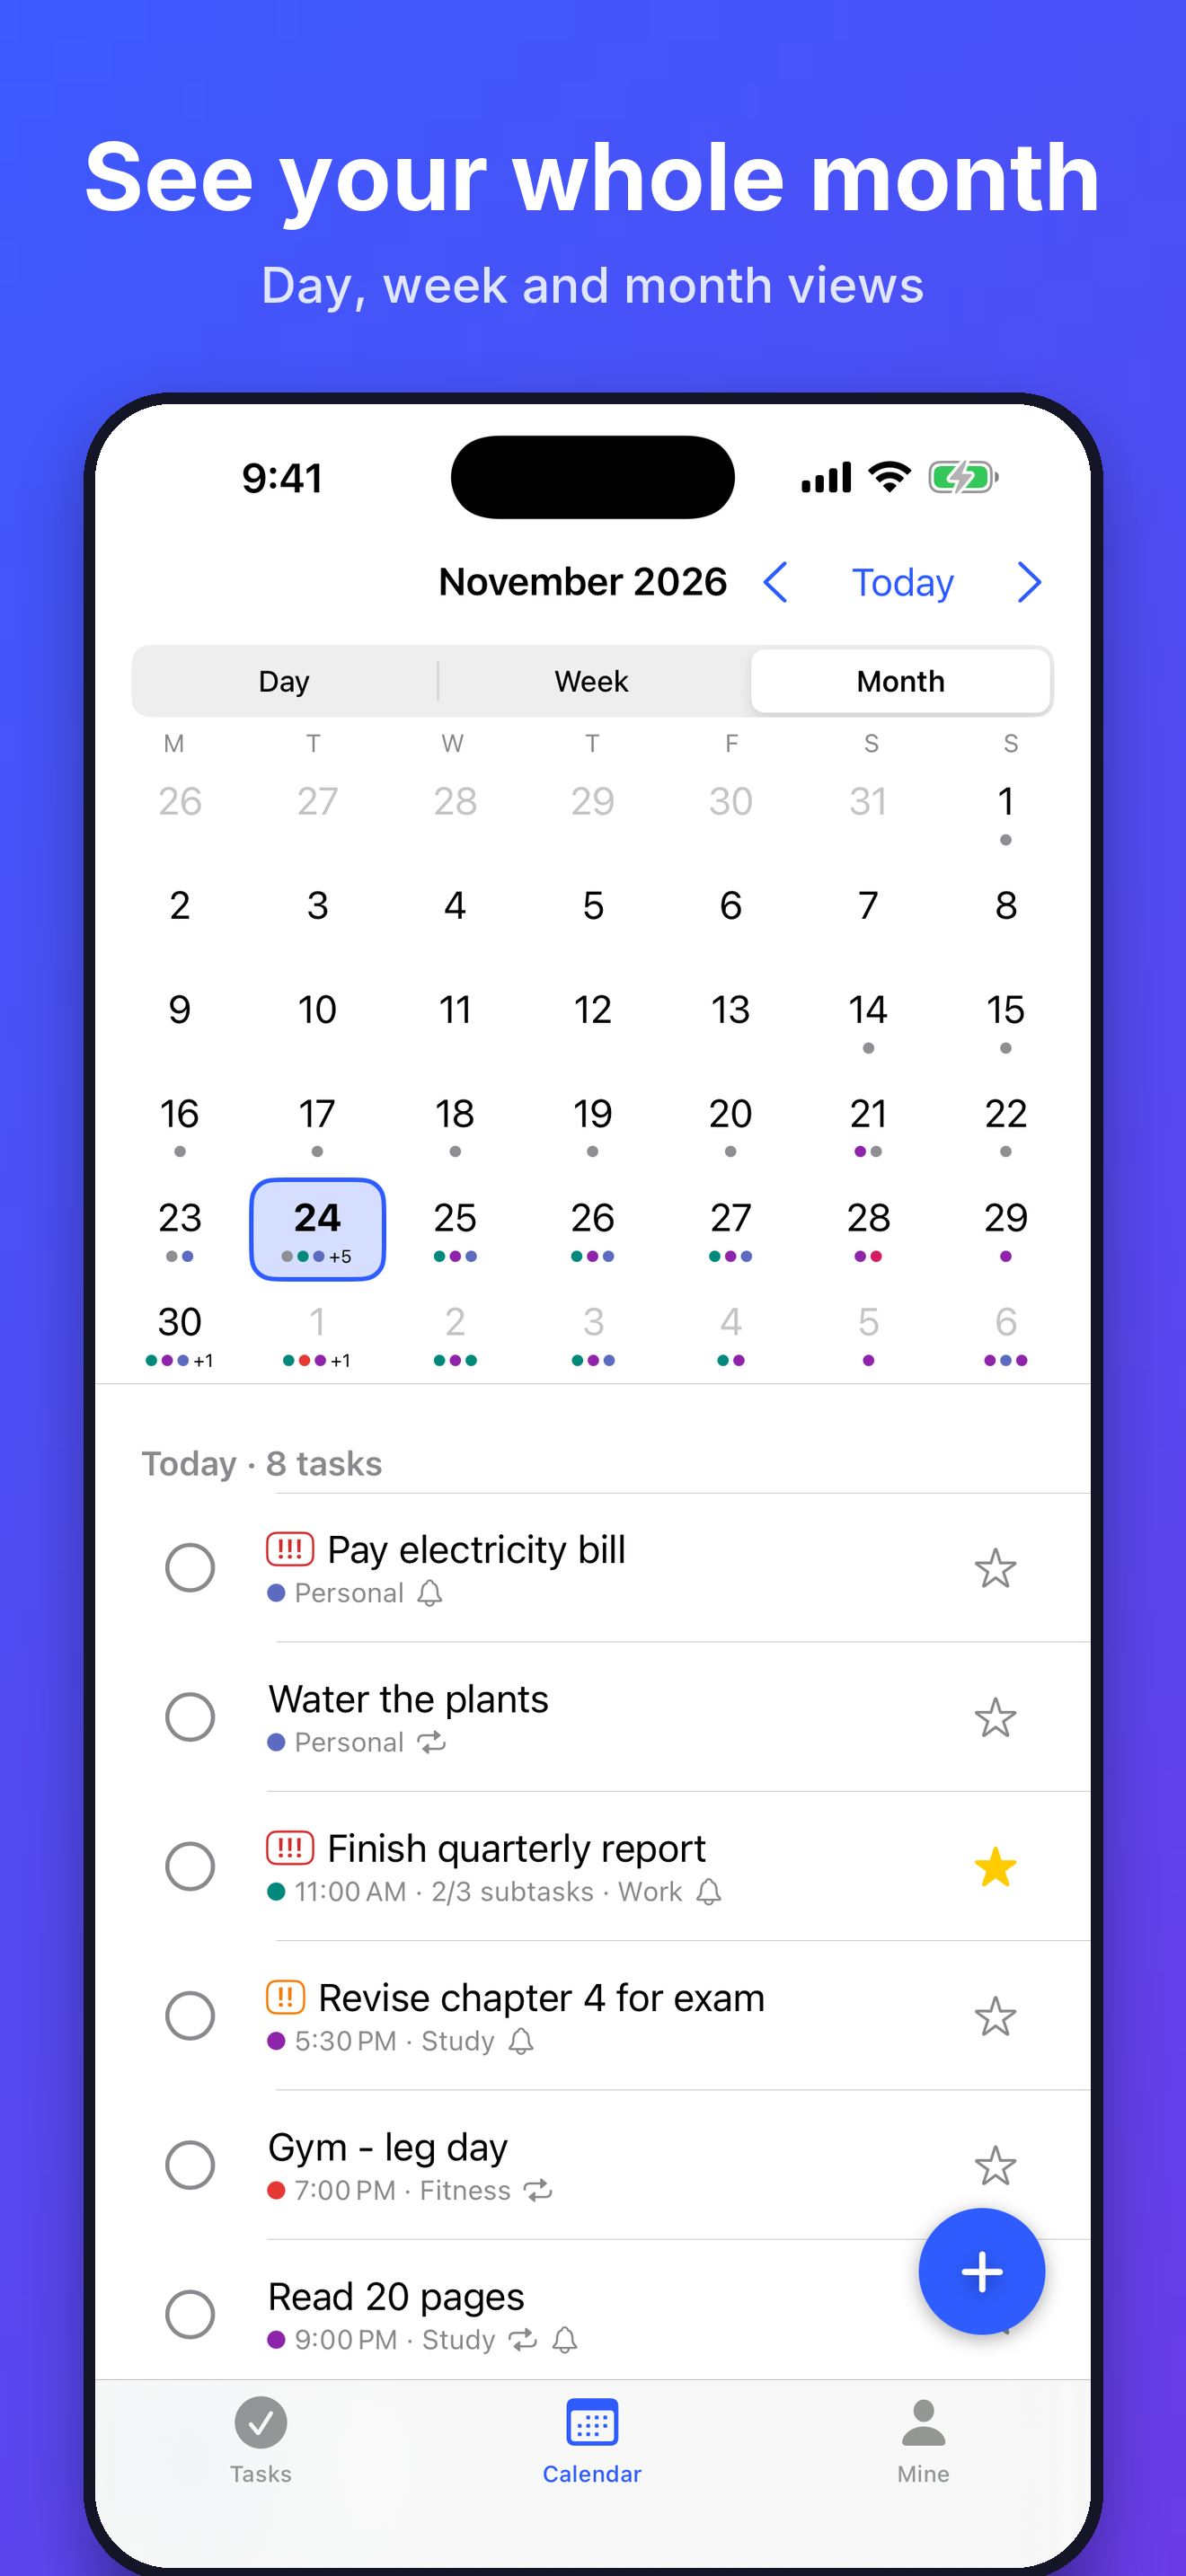 See your whole month
Day, week and month views
9:41
November 2026 Today
Day Week Month
M T W T F S S
26 27 28 29 30 31 1
2 3 4 5 6 7 8
9 10 11 12 13 14 15
16 17 18 19 20 21 22
23 24 25 26 27 28 29
+5
30 1 2 3 4 5 6
+1 +1
Today · 8 tasks
!!! Pay electricity bill
Personal
Water the plants
Personal
!!! Finish quarterly report
11:00 AM · 2/3 subtasks · Work
!! Revise chapter 4 for exam
5:30 PM · Study
Gym - leg day
7:00 PM · Fitness
Read 20 pages
9:00 PM · Study
Tasks Calendar Mine